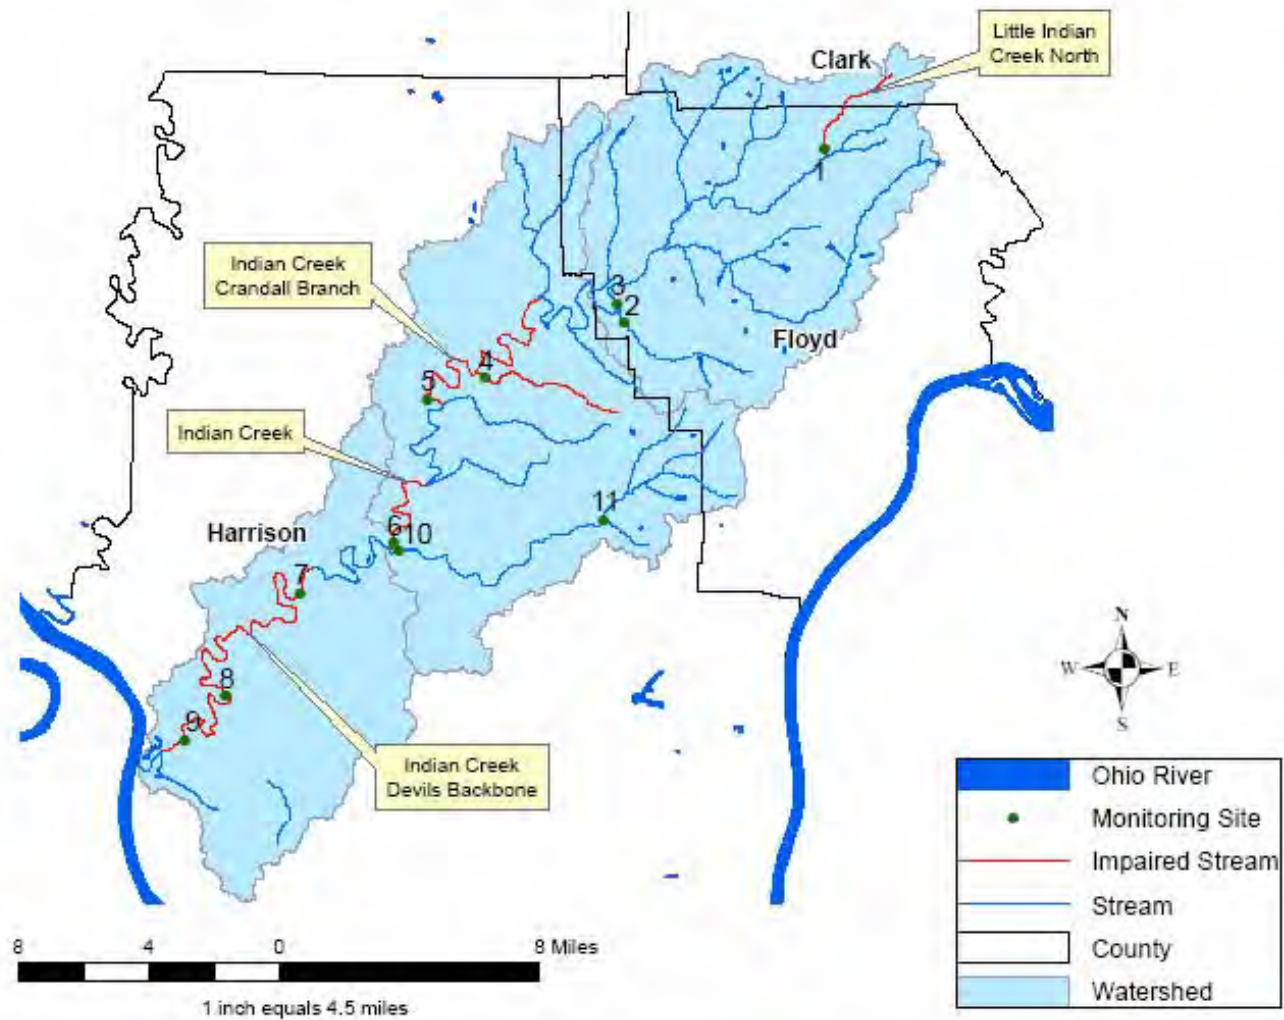 Little Indian
Creek North
Clark
1
Indian Creek
Crandall Branch
3
2
Floyd
4
5
Indian Creek
11
Harrison
6
10
7
8
9
Indian Creek
Devils Backbone
N
W
E
S
Ohio River
Monitoring Site
Impaired Stream
Stream
County
Watershed
8 4 0 8 Miles
1 inch equals 4.5 miles